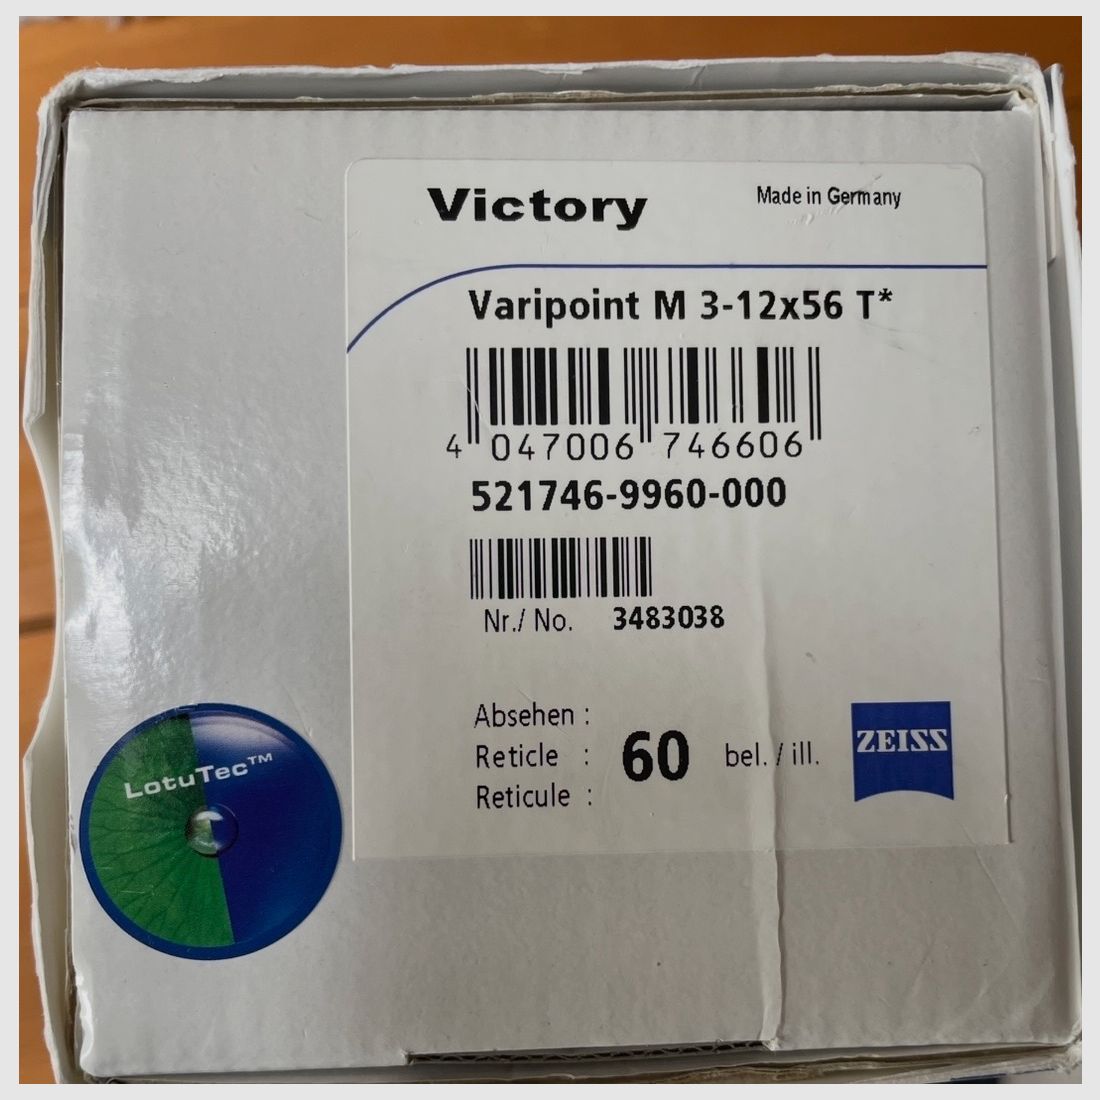 Victory
Made in Germany
Varipoint M 3-12x56 T*
4 047006 746606
521746-9960-000
Nr./ No. 3483038
Absehen :
Reticle : 60 bel. / ill.
Reticule :
ZEISS
LotuTec™